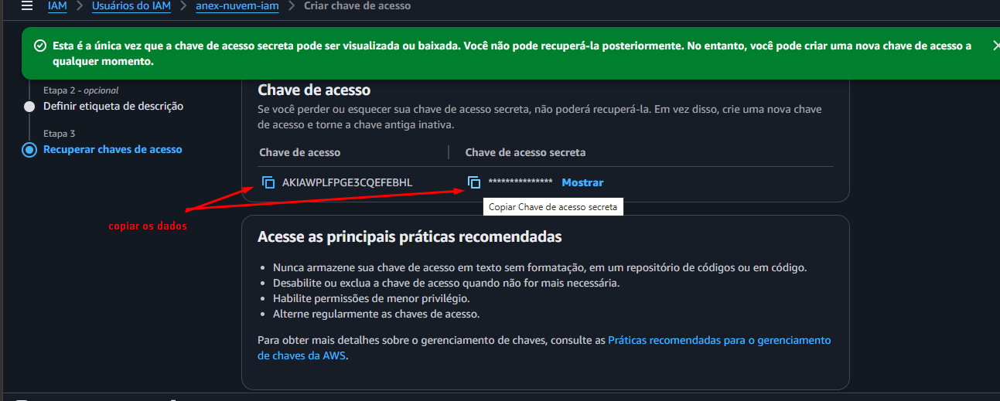 IAM > Usuários do IAM > anex-nuvem-iam > Criar chave de acesso
Esta é a única vez que a chave de acesso secreta pode ser visualizada ou baixada. Você não pode recuperá-la posteriormente. No entanto, você pode criar uma nova chave de acesso a
qualquer momento.
Etapa 2 - opcional
Definir etiqueta de descrição
Etapa 3
Recuperar chaves de acesso
Chave de acesso
Se você perder ou esquecer sua chave de acesso secreta, não poderá recuperá-la. Em vez disso, crie uma nova chave
de acesso e torne a chave antiga inativa.
Chave de acesso | Chave de acesso secreta
AKIAWPLFPGE3CQEFEBHL *************** Mostrar
Copiar Chave de acesso secreta
copiar os dados
Acesse as principais práticas recomendadas
• Nunca armazene sua chave de acesso em texto sem formatação, em um repositório de códigos ou em código.
• Desabilite ou exclua a chave de acesso quando não for mais necessária.
• Habilite permissões de menor privilégio.
• Alterne regularmente as chaves de acesso.
Para obter mais detalhes sobre o gerenciamento de chaves, consulte as Práticas recomendadas para o gerenciamento
de chaves da AWS.